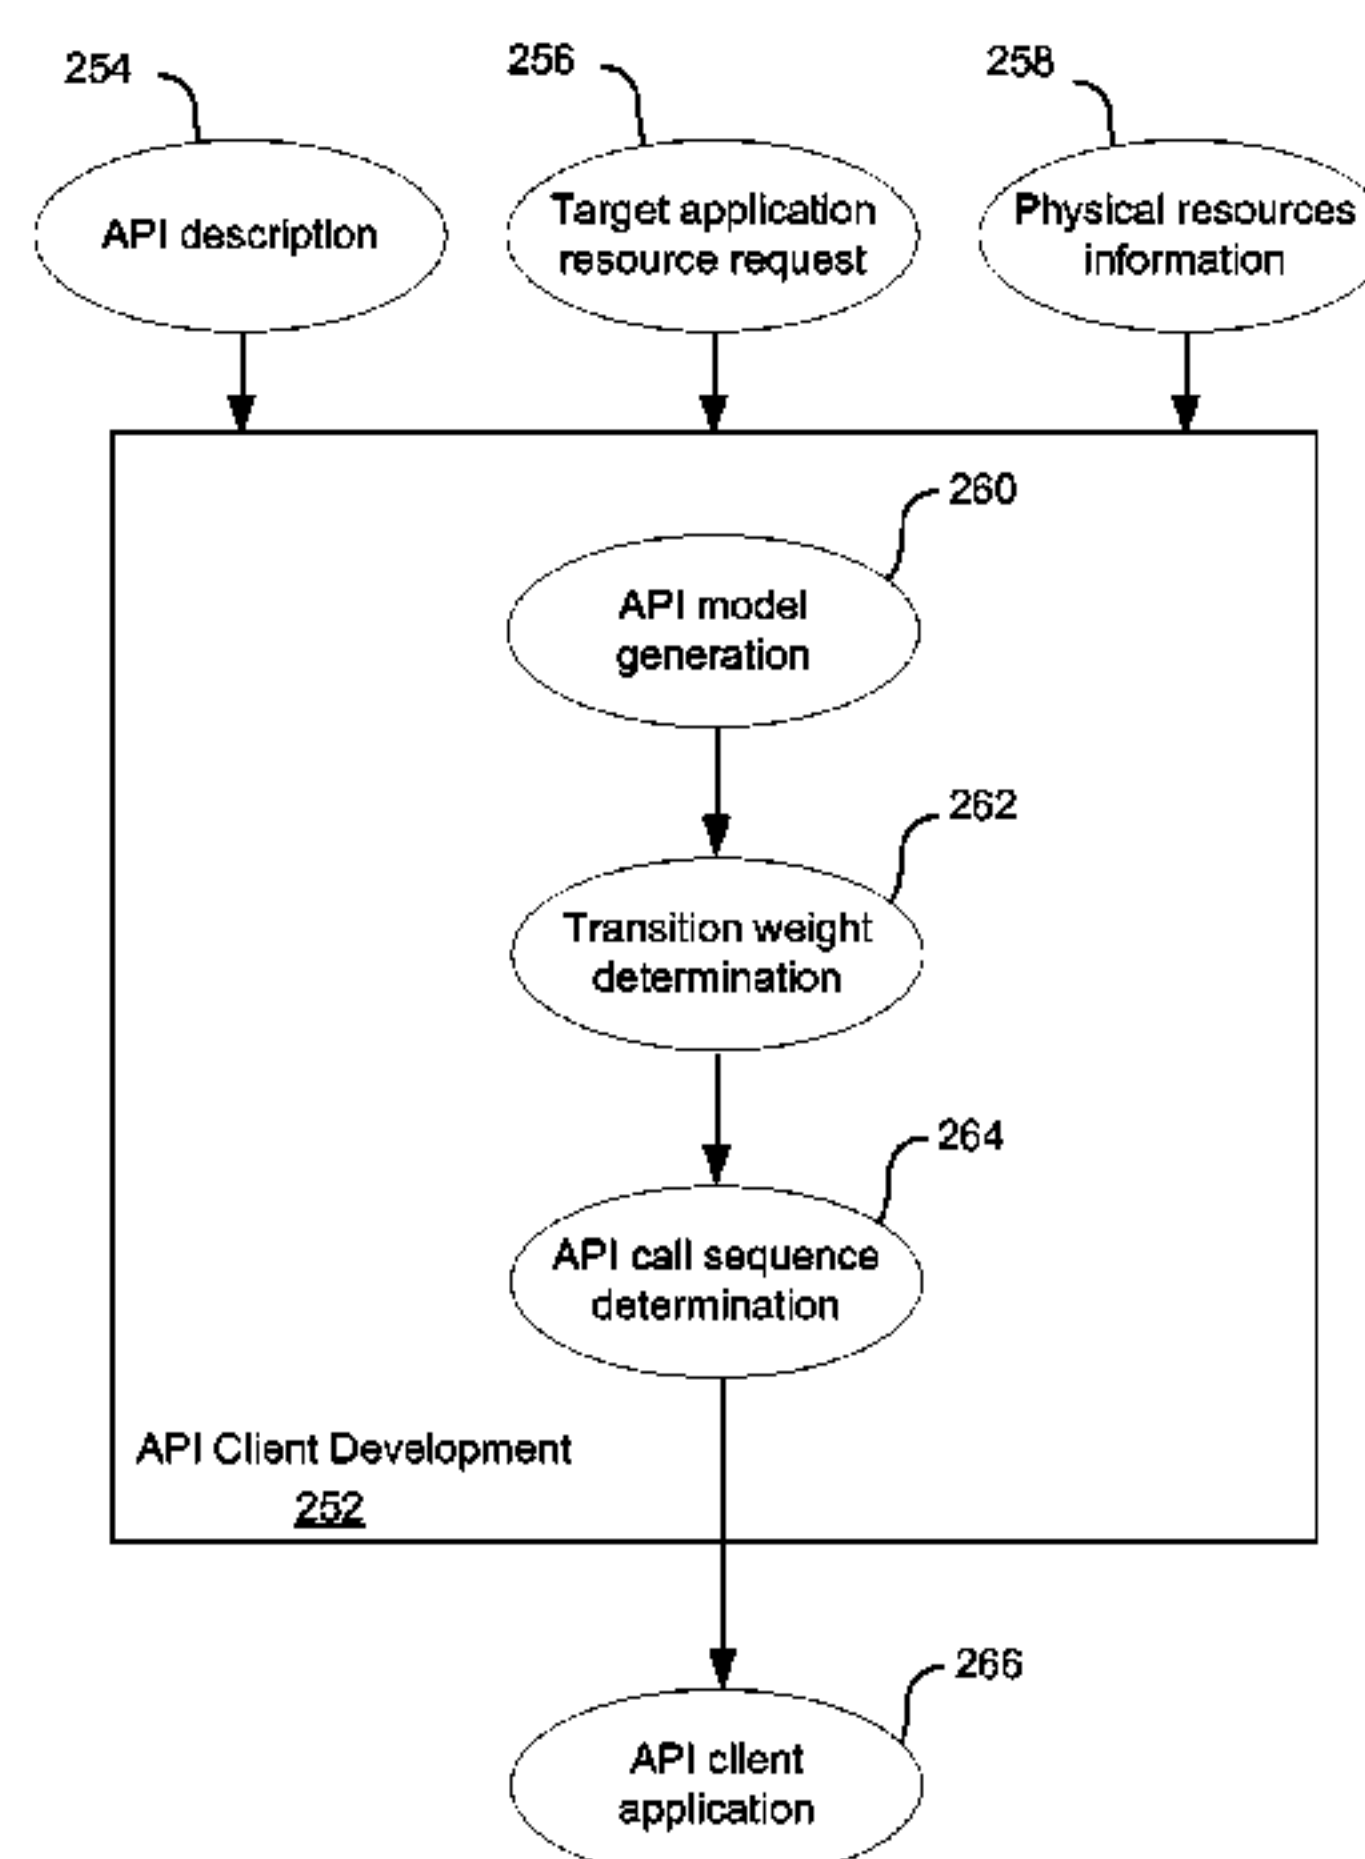 254
256
258
API description
Target application
resource request
Physical resources
information
260
API model
generation
262
Transition weight
determination
264
API call sequence
determination
API Client Development
252
266
API client
application